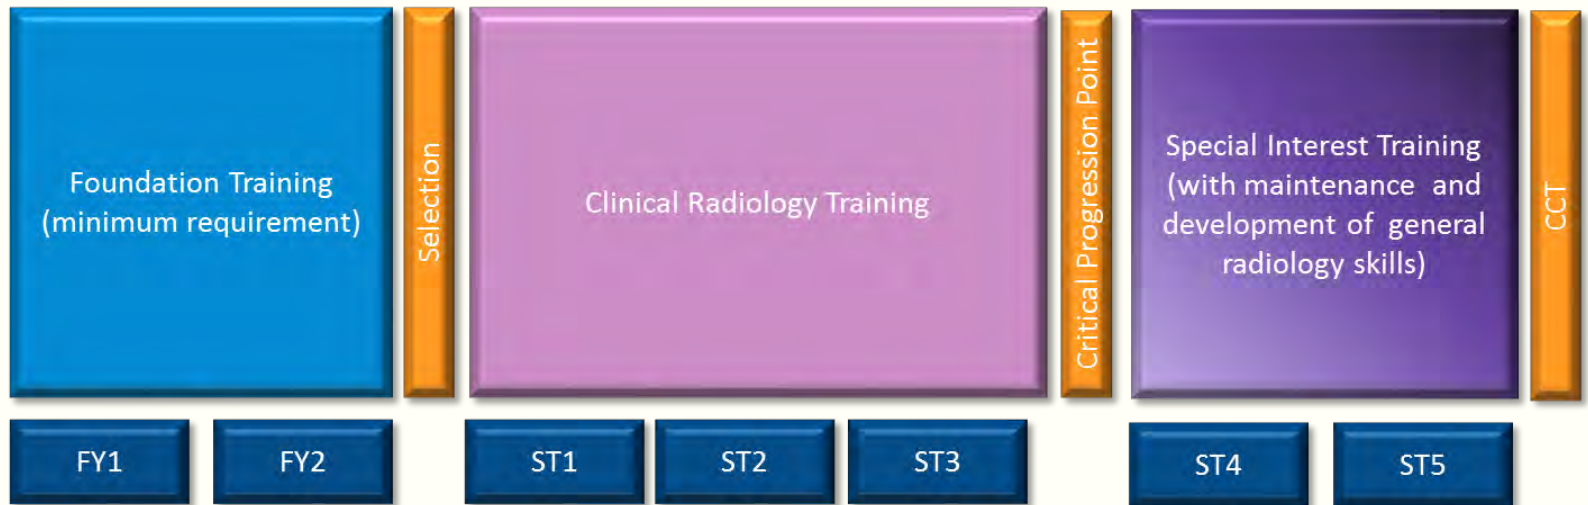 Foundation Training
(minimum requirement)
Selection
Clinical Radiology Training
Critical Progression Point
Special Interest Training
(with maintenance and
development of general
radiology skills)
CCT
FY1
FY2
ST1
ST2
ST3
ST4
ST5